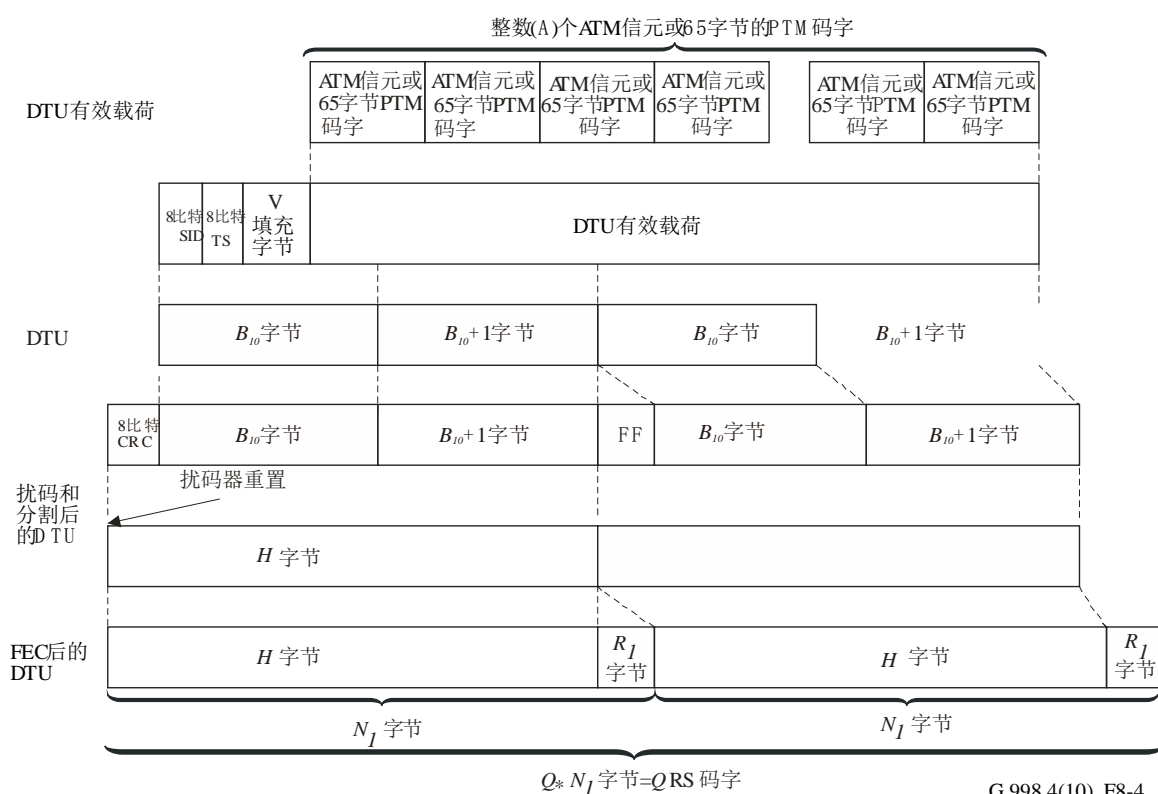 整数(A)个ATM信元或65字节的PTM码字
DTU有效载荷
ATM信元或
65字节PTM
码字
ATM信元或
65字节PTM
码字
ATM信元或
65字节PTM
码字
ATM信元或
65字节PTM
码字
ATM信元或
65字节PTM
码字
ATM信元或
65字节PTM
码字
8比特
SID
8比特
TS
V
填充
字节
DTU有效载荷
DTU
B10字节
B10+1字节
B10字节
B10+1字节
8比特
CRC
B10字节
B10+1字节
FF
B10字节
B10+1字节
扰码器重置
扰码和
分割后
的DTU
H 字节
FEC后的
DTU
H 字节
R1
字节
H 字节
R1
字节
N1 字节
N1 字节
Q* N1 字节=Q RS 码字
G.998.4(10)_F8-4